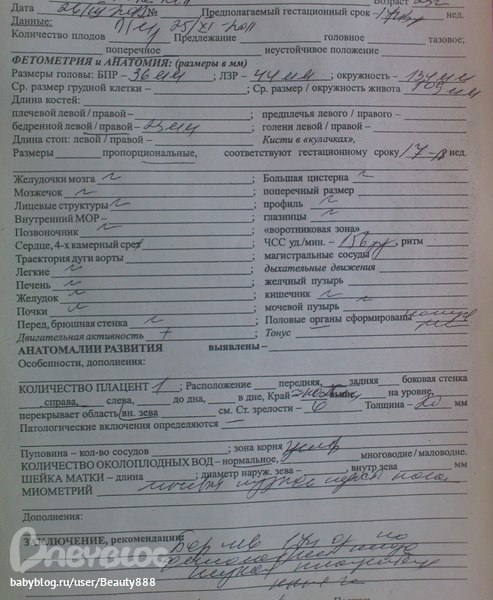 Дата 26/ Предполагаемый гестационный срок – нед.
Данные: 25/XI-2011
Количество плодов Предлежание головное тазовое;
поперечное ; неустойчивое положение
ФЕТОМЕТРИЯ и АНАТОМИЯ: (размеры в мм)
Размеры головы: БПР – 36 мм ; ЛЗР – 44 мм ; окружность – 134 мм
Ср. размер грудной клетки – ; Ср. размер / окружность живота 109 мм
Длина костей:
плечевой левой / правой – ; предплечья левого / правого –
бедренной левой / правой – 23 мм ; голени левой / правой –
Длина стоп: левой / правой – Кисти в «кулачках»,
Размеры пропорциональные, соответствуют гестационному сроку 17-18 нед.
Желудочки мозга ; Большая цистерна
Мозжечок ; поперечный размер
Лицевые структуры ; профиль
Внутренний МОР – ; глазницы
Позвоночник ; «воротниковая зона»
Сердце, 4-х камерный срез ; ЧСС уд./мин. – 156 , ритм
Траектория дуги аорты ; магистральные сосуды
Легкие ; дыхательные движения
Печень ; желчный пузырь
Желудок ; кишечник
Почки ; мочевой пузырь
Перед. брюшная стенка ; Половые органы сформированы
Двигательная активность + ; Тонус
АНАТОМАЛИИ РАЗВИТИЯ выявлены –
Особенности, дополнения:
КОЛИЧЕСТВО ПЛАЦЕНТ 1 ; Расположение передняя, задняя боковая стенка
справа, слева, до дна, в дне, Край выше, на уровне,
перекрывает область вн. зева см. Ст. зрелости – 0 Толщина – 20 мм
Патологические включения определяются –
Пуповина – кол-во сосудов ; зона корня
КОЛИЧЕСТВО ОКОЛОПЛОДНЫХ ВОД – нормальное, многоводие / маловодие.
ШЕЙКА МАТКИ – длина ; диаметр наруж. зева – , внутр зева мм
МИОМЕТРИЙ
Дополнения:
ЗАКЛЮЧЕНИЕ, рекомендации:
BABYBLOG
babyblog.ru/user/Beauty888